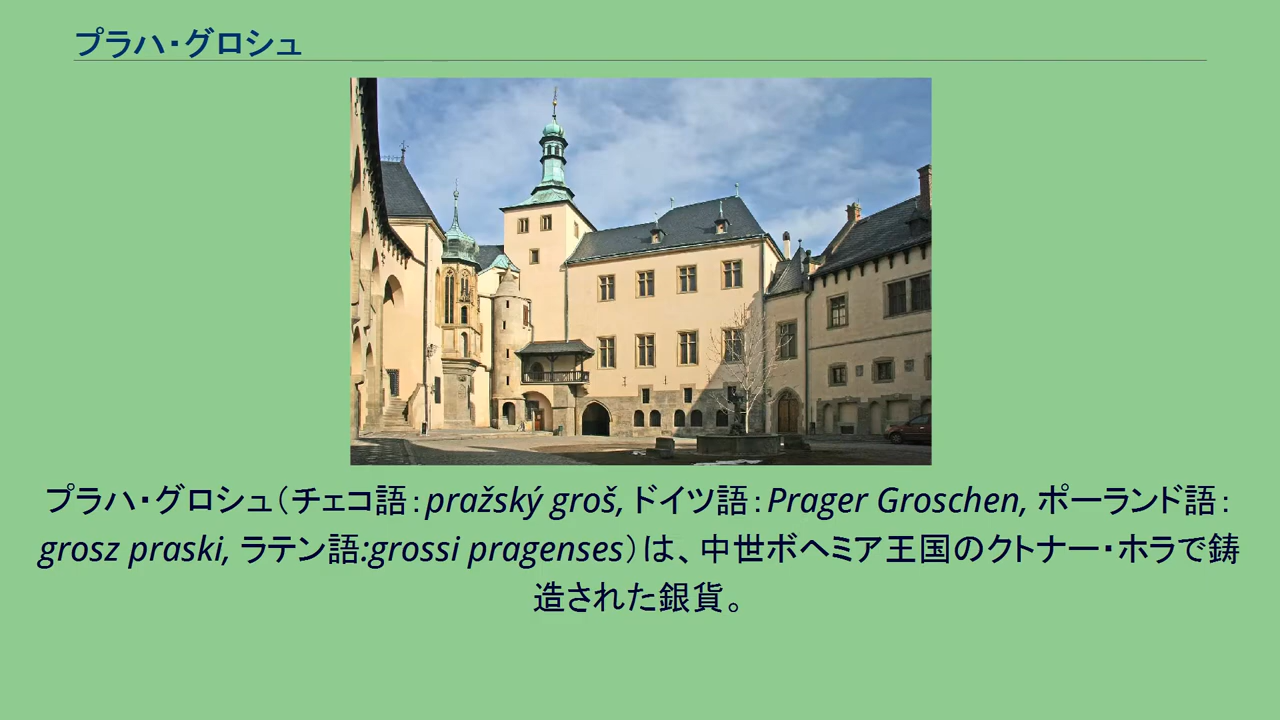 プラハ・グロシュ
プラハ・グロシュ（チェコ語：pražský groš, ドイツ語：Prager Groschen, ポーランド語：
grosz praski, ラテン語:grossi pragenses）は、中世ボヘミア王国のクトナー・ホラで鋳
造された銀貨。